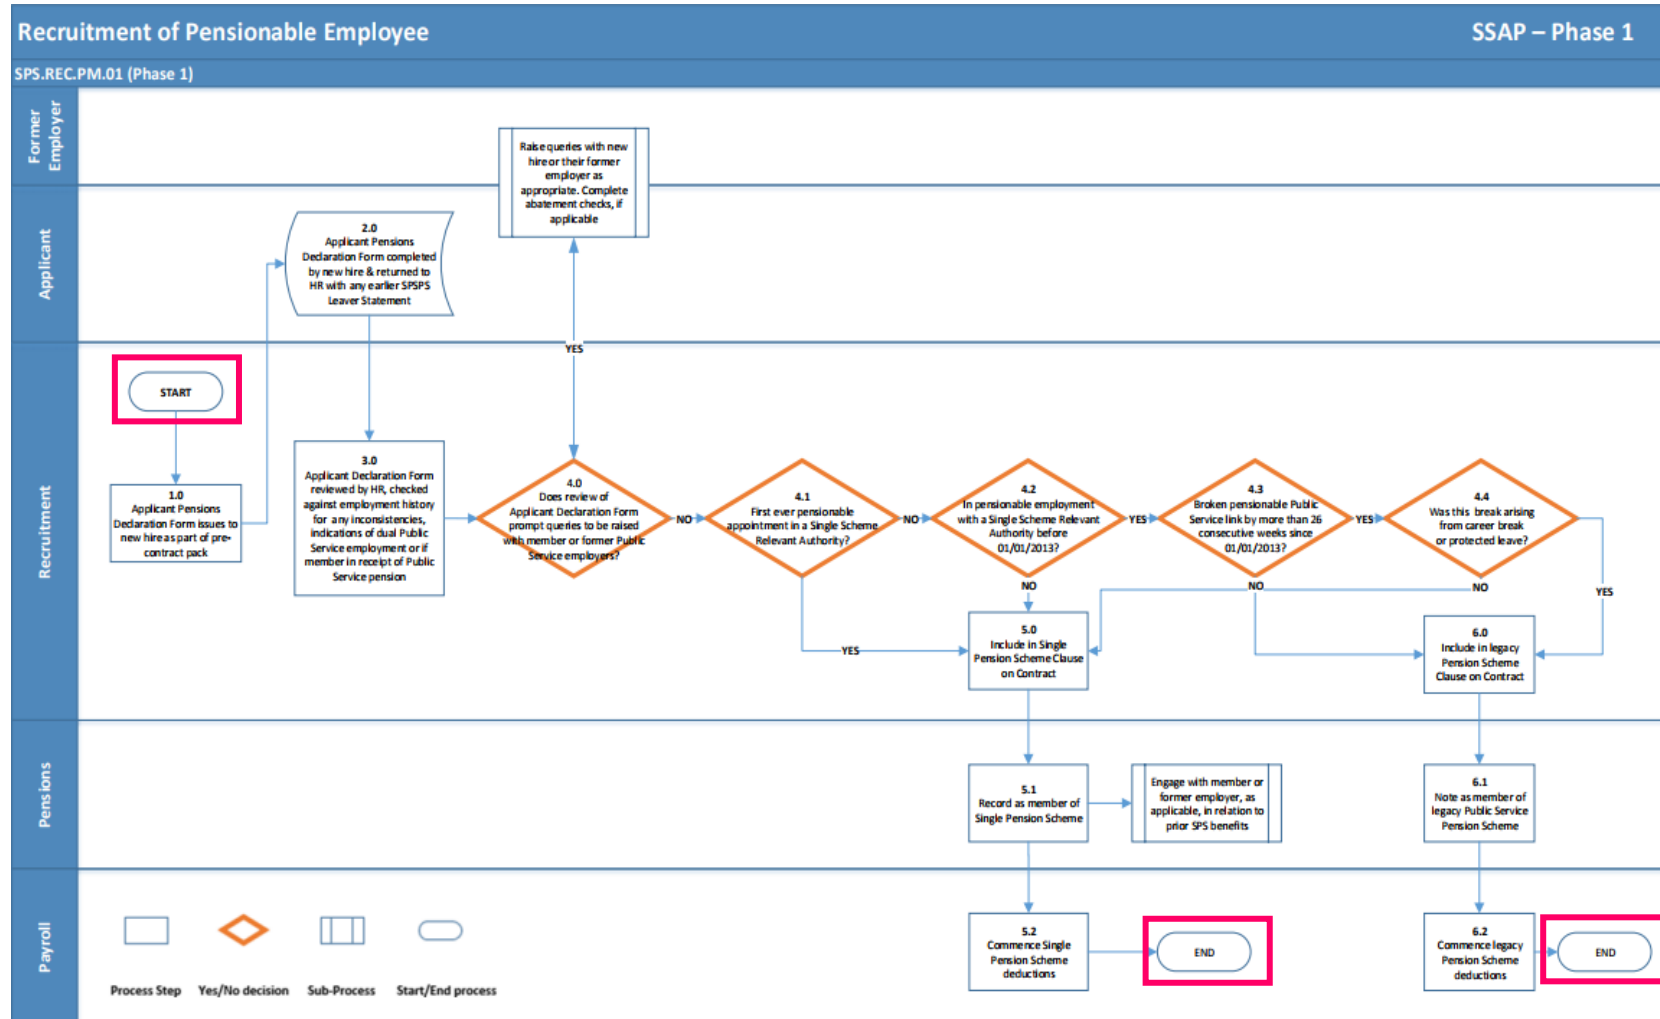 Recruitment of Pensionable Employee
SSAP – Phase 1
SPS.REC.PM.01 (Phase 1)
Former
Employer
Raise queries with new
hire or their former
employer as
appropriate. Complete
abatement checks, if
applicable
Applicant
2.0
Applicant Pensions
Declaration Form completed
by new hire & returned to
HR with any earlier SPSPS
Leaver Statement
YES
Recruitment
START
1.0
Applicant Pensions
Declaration Form issues to
new hire as part of pre-
contract pack
3.0
Applicant Declaration Form
reviewed by HR, checked
against employment history
for any inconsistencies,
indications of dual Public
Service employment or if
member in receipt of Public
Service pension
4.0
Does review of
Applicant Declaration Form
prompt queries to be raised
with member or former Public
Service employers?
NO
4.1
First ever pensionable
appointment in a Single Scheme
Relevant Authority?
NO
4.2
In pensionable employment
with a Single Scheme Relevant
Authority before
01/01/2013?
YES
4.3
Broken pensionable Public
Service link by more than 26
consecutive weeks since
01/01/2013?
YES
4.4
Was this break arising
from career break
or protected leave?
NO
NO
NO
YES
YES
5.0
Include in Single
Pension Scheme Clause
on Contract
6.0
Include in legacy
Pension Scheme
Clause on Contract
Pensions
5.1
Record as member of
Single Pension Scheme
Engage with member or
former employer, as
applicable, in relation to
prior SPS benefits
6.1
Note as member of
legacy Public Service
Pension Scheme
Payroll
5.2
Commence Single
Pension Scheme
deductions
END
6.2
Commence legacy
Pension Scheme
deductions
END
Process Step
Yes/No decision
Sub-Process
Start/End process